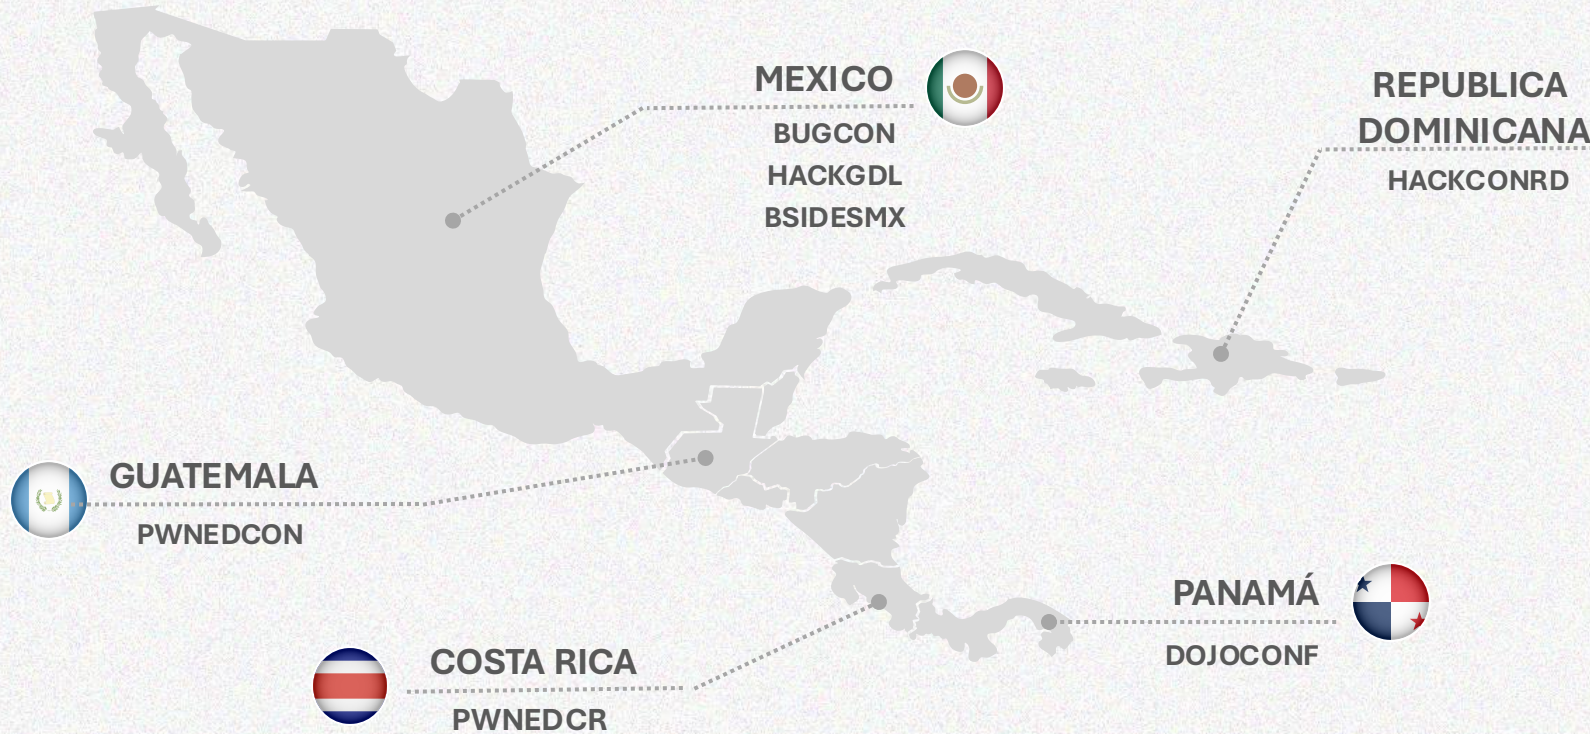 MEXICO
BUGCON
HACKGDL
BSIDESMX
REPUBLICA
DOMINICANA
HACKCONRD
GUATEMALA
PWNEDCON
PANAMÁ
DOJOCONF
COSTA RICA
PWNEDCR